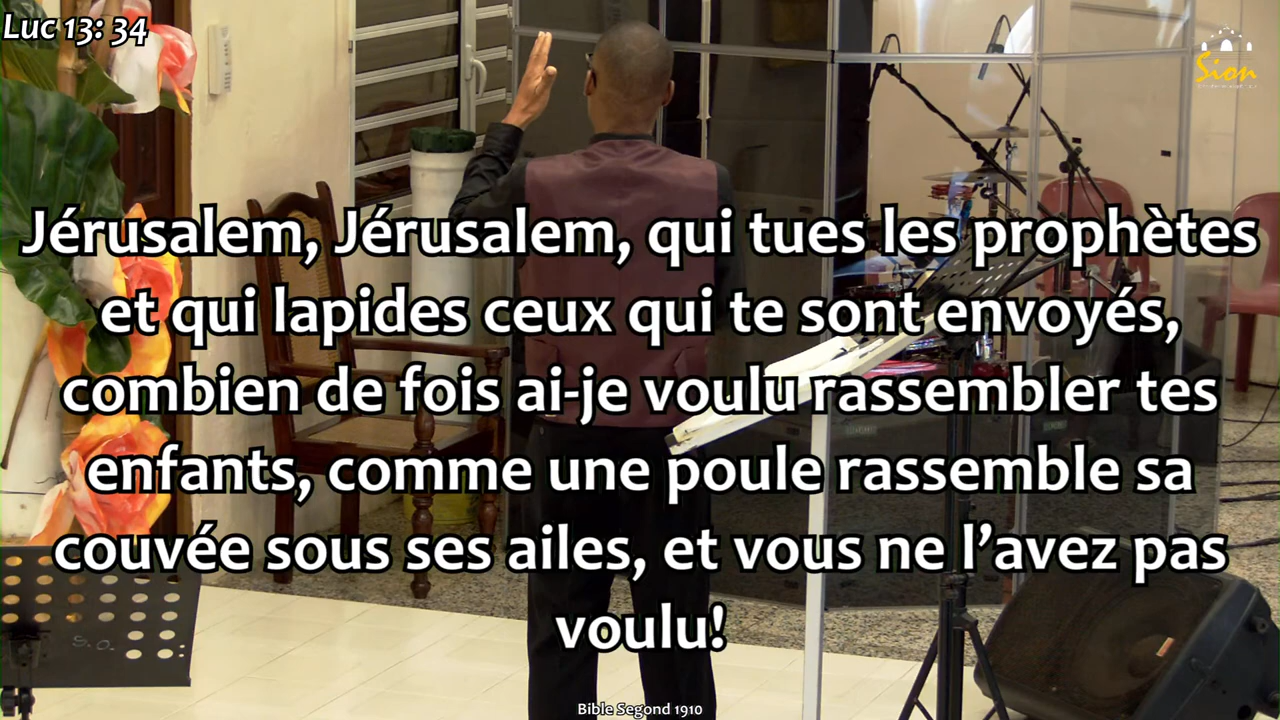 Luc 13: 34
Sion
Jérusalem, Jérusalem, qui tues les prophètes
et qui lapides ceux qui te sont envoyés,
combien de fois ai-je voulu rassembler tes
enfants, comme une poule rassemble sa
couvée sous ses ailes, et vous ne l’avez pas
voulu!
S.O.
Bible Segond 1910